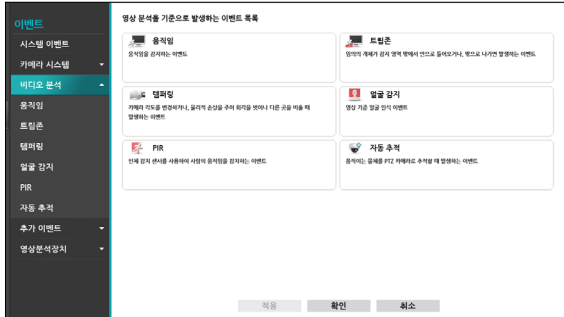 이벤트
시스템 이벤트
카메라 시스템
비디오 분석
움직임
트립존
템퍼링
얼굴 감지
PIR
자동 추적
추가 이벤트
영상분석장치
영상 분석을 기준으로 발생하는 이벤트 목록
움직임
움직임을 감지하는 이벤트
트립존
임의의 개체가 감지 영역 밖에서 안으로 들어오거나, 밖으로 나가면 발생하는 이벤트
템퍼링
카메라 각도를 변경하거나, 물리적 손상을 주어 화각을 벗어나 다른 곳을 비출 때
발생하는 이벤트
얼굴 감지
영상 기준 얼굴 인식 이벤트
PIR
인체 감지 센서를 사용하여 사람의 움직임을 감지하는 이벤트
자동 추적
움직이는 물체를 PTZ 카메라로 추적할 때 발생하는 이벤트
적용
확인
취소